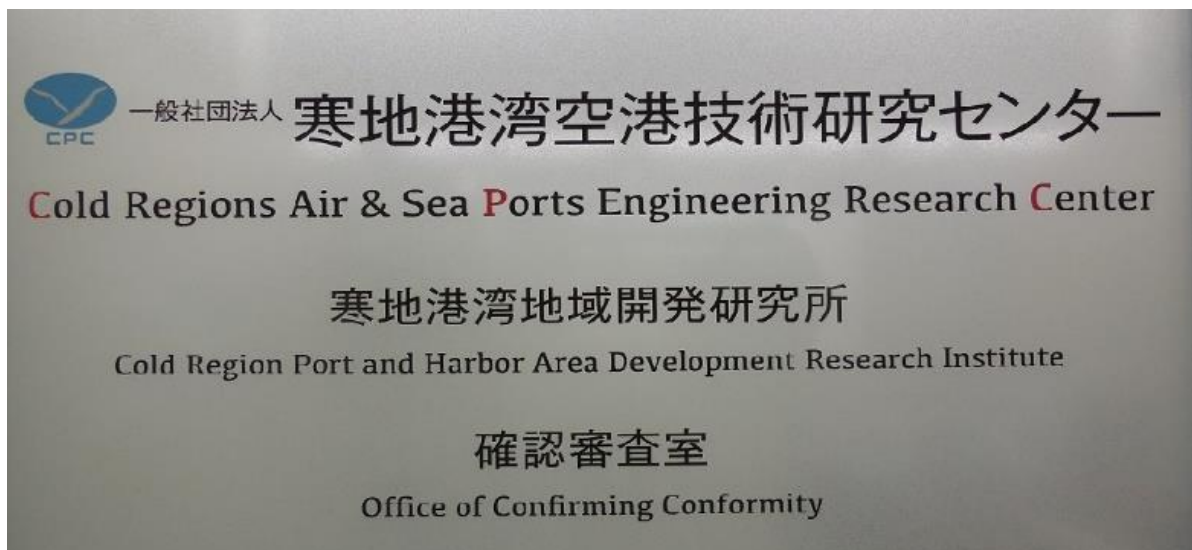 一般社団法人 寒地港湾空港技術研究センター
CPC
Cold Regions Air & Sea Ports Engineering Research Center
寒地港湾地域開発研究所
Cold Region Port and Harbor Area Development Research Institute
確認審査室
Office of Confirming Conformity